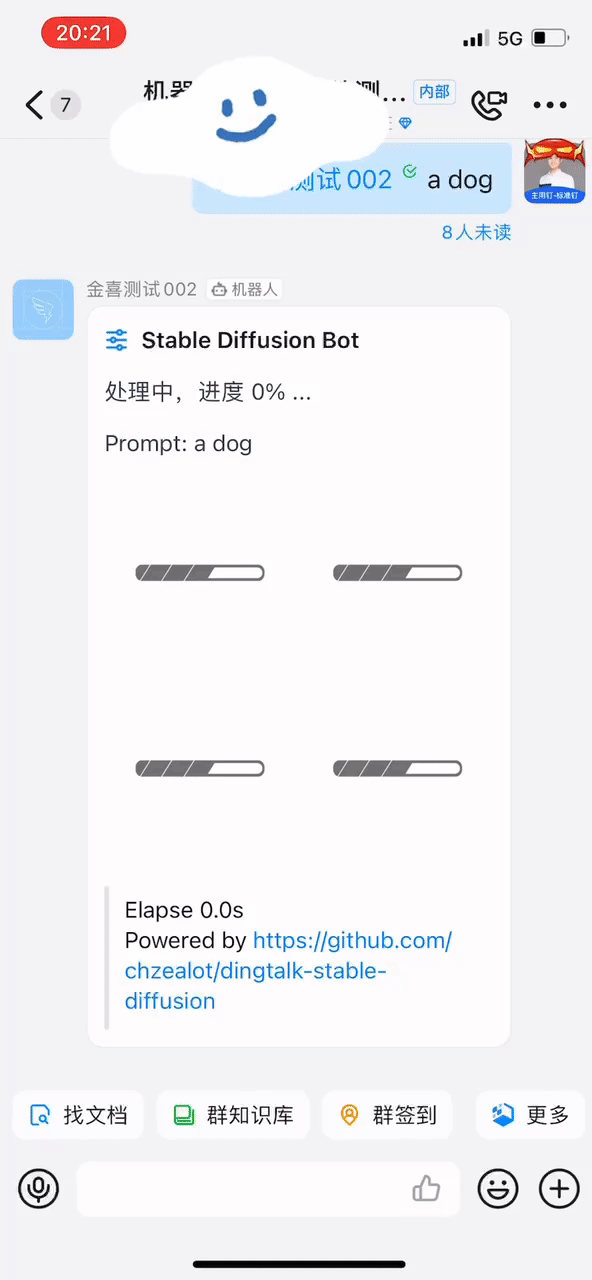 20:21
5G
7
机器
测...
内部
测试 002 a dog
主用钉-标准钉
8人未读
金喜测试002 机器人
Stable Diffusion Bot
处理中，进度 0% ...
Prompt: a dog
Elapse 0.0s
Powered by https://github.com/
chzealot/dingtalk-stable-
diffusion
找文档 群知识库 群签到 更多